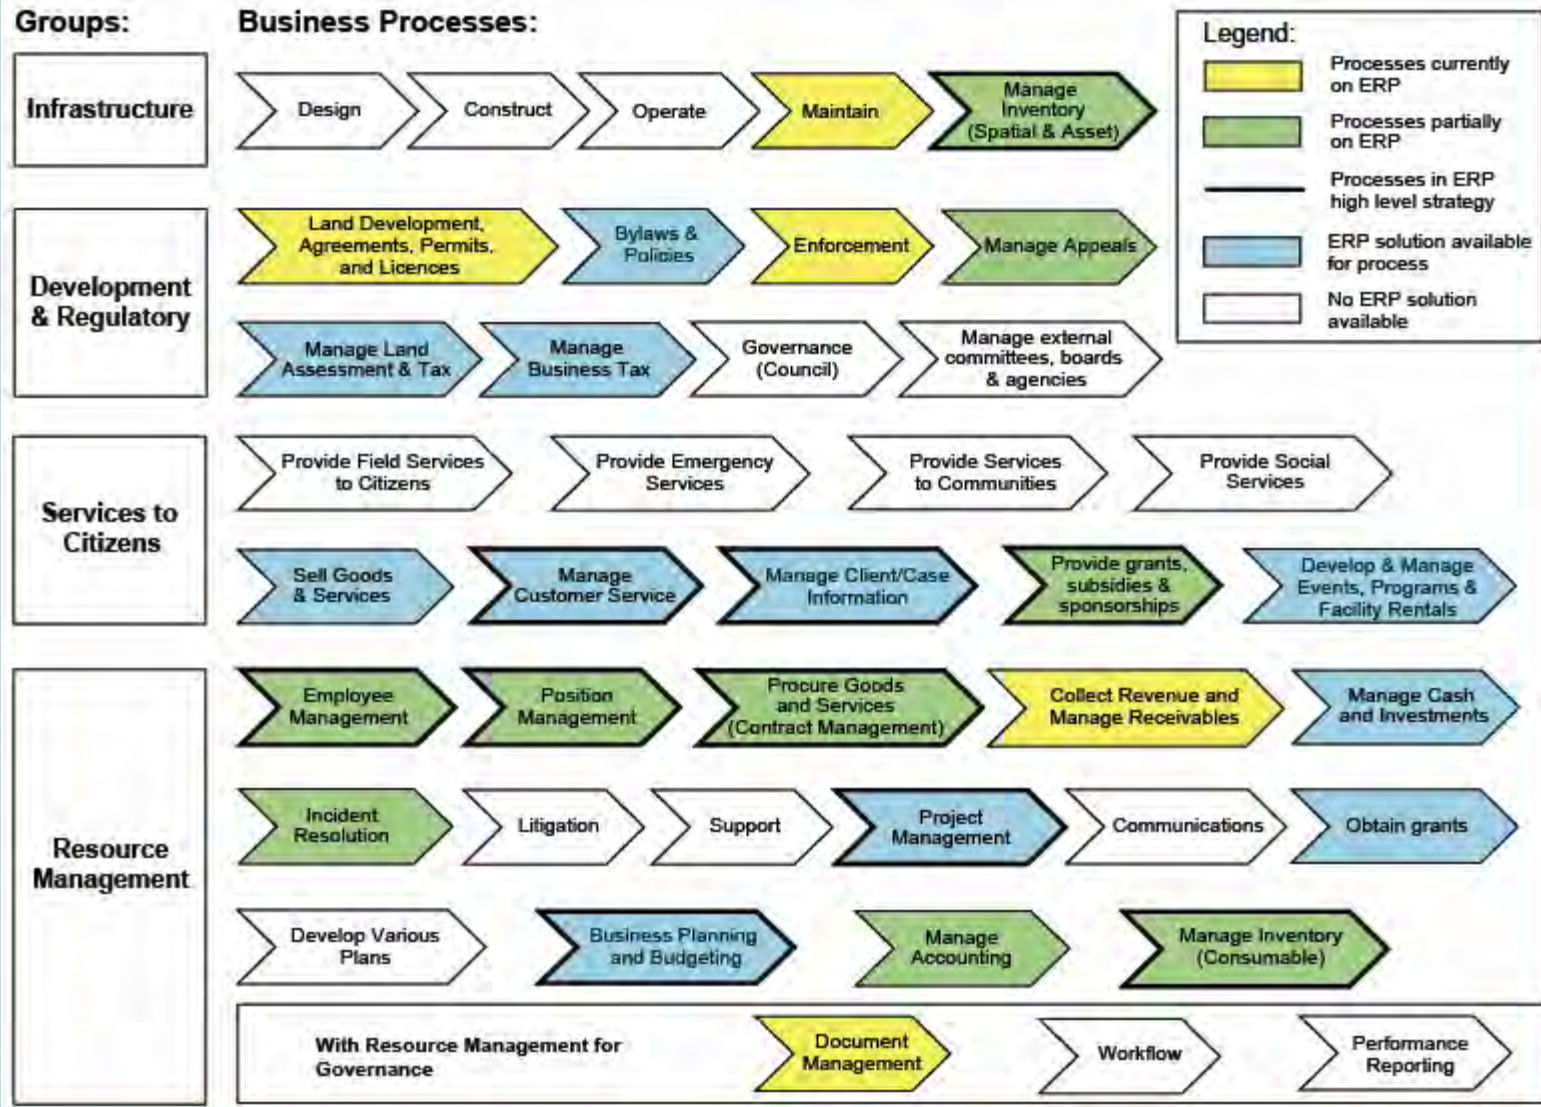 Groups:
Business Processes:
Legend:
Processes currently
on ERP
Processes partially
on ERP
Processes in ERP
high level strategy
ERP solution available
for process
No ERP solution
available
Infrastructure
Design
Construct
Operate
Maintain
Manage
Inventory
(Spatial & Asset)
Development
& Regulatory
Land Development,
Agreements, Permits,
and Licences
Bylaws &
Policies
Enforcement
Manage Appeals
Manage Land
Assessment & Tax
Manage
Business Tax
Governance
(Council)
Manage external
committees, boards
& agencies
Services to
Citizens
Provide Field Services
to Citizens
Provide Emergency
Services
Provide Services
to Communities
Provide Social
Services
Sell Goods
& Services
Manage
Customer Service
Manage Client/Case
Information
Provide grants,
subsidies &
sponsorships
Develop & Manage
Events, Programs &
Facility Rentals
Resource
Management
Employee
Management
Position
Management
Procure Goods
and Services
(Contract Management)
Collect Revenue and
Manage Receivables
Manage Cash
and Investments
Incident
Resolution
Litigation
Support
Project
Management
Communications
Obtain grants
Develop Various
Plans
Business Planning
and Budgeting
Manage
Accounting
Manage Inventory
(Consumable)
With Resource Management for
Governance
Document
Management
Workflow
Performance
Reporting